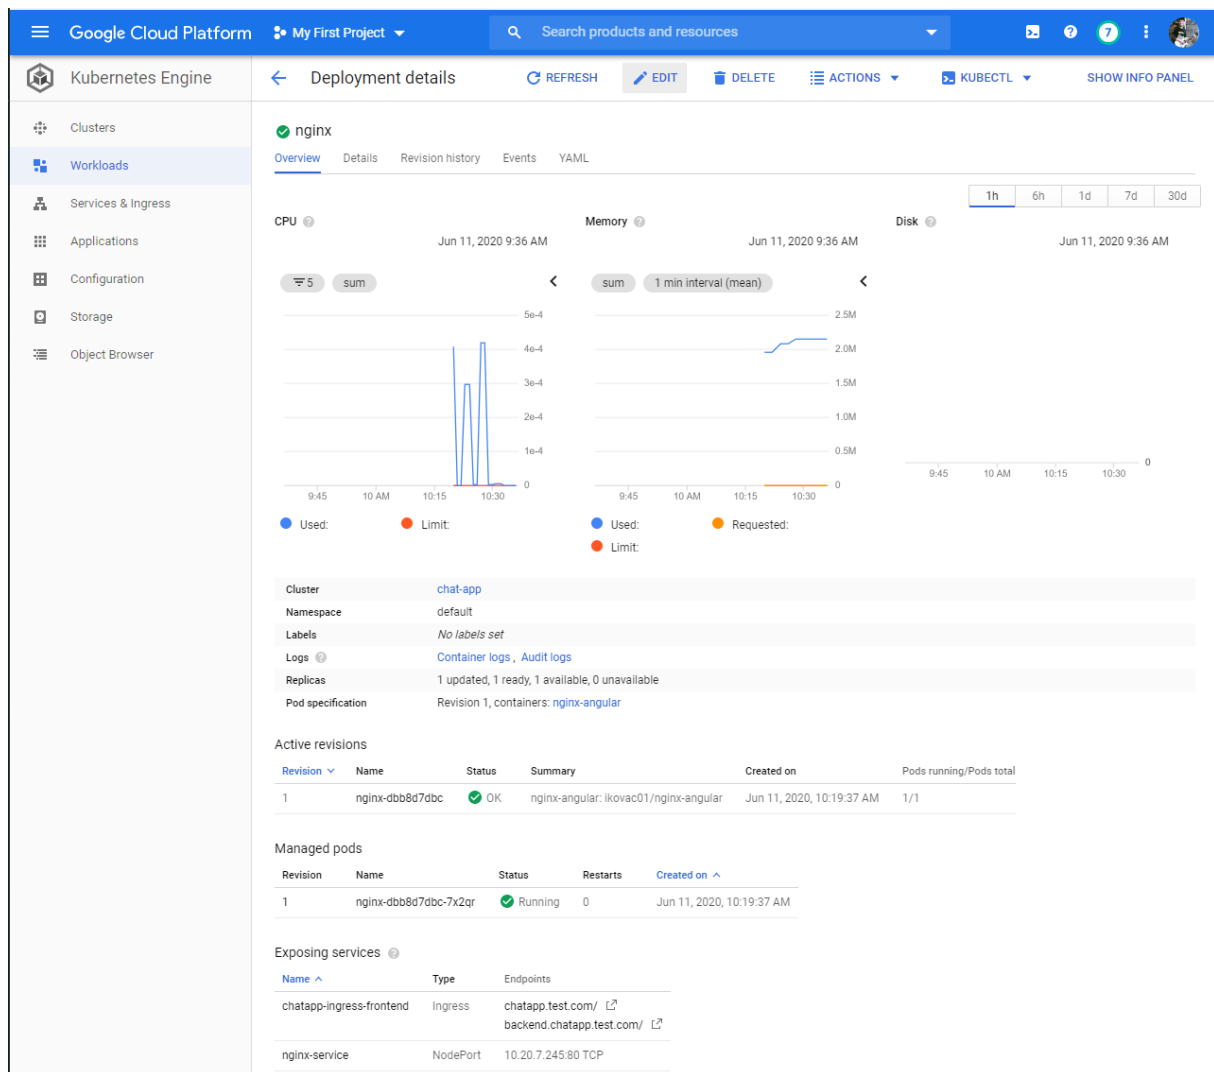 Google Cloud Platform My First Project Search products and resources 7
Kubernetes Engine Deployment details REFRESH EDIT DELETE ACTIONS KUBECTL SHOW INFO PANEL
Clusters
Workloads
Services & Ingress
Applications
Configuration
Storage
Object Browser
nginx
Overview Details Revision history Events YAML
1h 6h 1d 7d 30d
CPU
Jun 11, 2020 9:36 AM
5 sum
5e-4
4e-4
3e-4
2e-4
1e-4
0
9:45 10 AM 10:15 10:30
Used: Limit:
Memory
Jun 11, 2020 9:36 AM
sum 1 min interval (mean)
2.5M
2.0M
1.5M
1.0M
0.5M
0
9:45 10 AM 10:15 10:30
Used: Requested:
Limit:
Disk
Jun 11, 2020 9:36 AM
0
9:45 10 AM 10:15 10:30
Cluster chat-app
Namespace default
Labels No labels set
Logs Container logs , Audit logs
Replicas 1 updated, 1 ready, 1 available, 0 unavailable
Pod specification Revision 1, containers: nginx-angular
Active revisions
Revision Name Status Summary Created on Pods running/Pods total
1 nginx-dbb8d7dbc OK nginx-angular: ikovac01/nginx-angular Jun 11, 2020, 10:19:37 AM 1/1
Managed pods
Revision Name Status Restarts Created on
1 nginx-dbb8d7dbc-7x2qr Running 0 Jun 11, 2020, 10:19:37 AM
Exposing services
Name Type Endpoints
chatapp-ingress-frontend Ingress chatapp.test.com/
backend.chatapp.test.com/
nginx-service NodePort 10.20.7.245:80 TCP